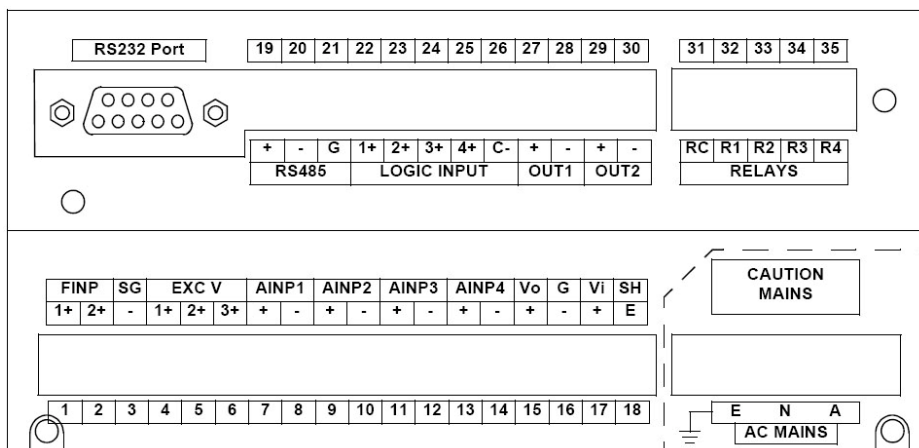 RS232 Port 19 20 21 22 23 24 25 26 27 28 29 30 31 32 33 34 35
+ - G 1+ 2+ 3+ 4+ C- + - + - RC R1 R2 R3 R4
RS485 LOGIC INPUT OUT1 OUT2 RELAYS
CAUTION
MAINS
FINP SG EXC V AINP1 AINP2 AINP3 AINP4 Vo G Vi SH
1+ 2+ - 1+ 2+ 3+ + - + - + - + - + - + E
1 2 3 4 5 6 7 8 9 10 11 12 13 14 15 16 17 18 E N A
AC MAINS